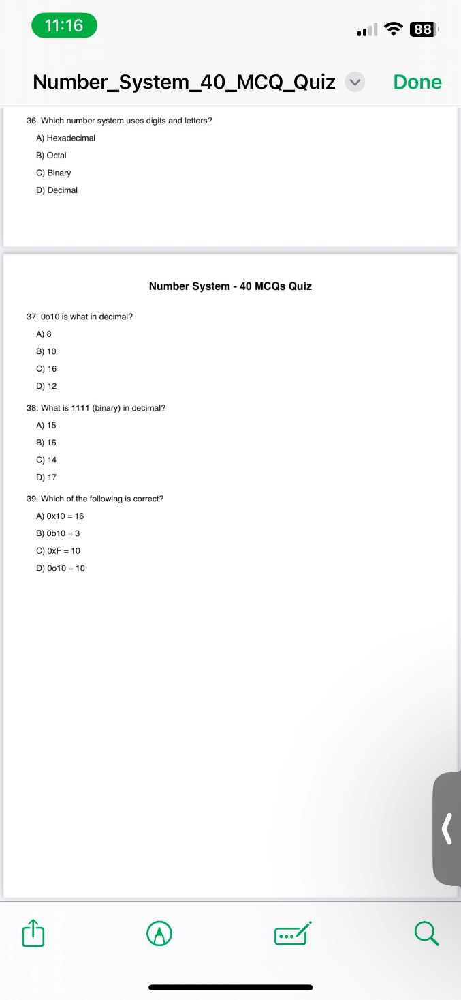 11:16
88
Number_System_40_MCQ_Quiz
Done
36. Which number system uses digits and letters?
A) Hexadecimal
B) Octal
C) Binary
D) Decimal
Number System - 40 MCQs Quiz
37. 0o10 is what in decimal?
A) 8
B) 10
C) 16
D) 12
38. What is 1111 (binary) in decimal?
A) 15
B) 16
C) 14
D) 17
39. Which of the following is correct?
A) 0x10 = 16
B) 0b10 = 3
C) 0xF = 10
D) 0o10 = 10